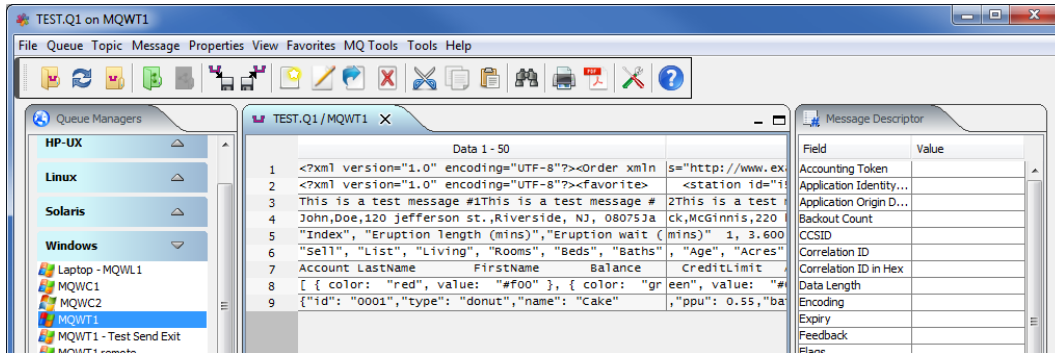 TEST.Q1 on MQWT1
File Queue Topic Message Properties View Favorites MQ Tools Tools Help
PDF
Queue Managers
HP-UX
Linux
Solaris
Windows
Laptop - MQWL1
MQWC1
MQWC2
MQWT1
MQWT1 - Test Send Exit
MQWT1 remote
TEST.Q1 / MQWT1 X
Data 1 - 50
1 <?xml version="1.0" encoding="UTF-8"?><Order xmln s="http://www.exa
2 <?xml version="1.0" encoding="UTF-8"?><favorite> <station id="i5
3 This is a test message #1This is a test message # 2This is a test m
4 John,Doe,120 jefferson st.,Riverside, NJ, 08075Ja ck,McGinnis,220
5 "Index", "Eruption length (mins)","Eruption wait ( mins)" 1, 3.600
6 "Sell", "List", "Living", "Rooms", "Beds", "Baths" , "Age", "Acres"
7 Account LastName FirstName Balance CreditLimit
8 [ { color: "red", value: "#f00" }, { color: "gr een", value: "#
9 {"id": "0001","type": "donut","name": "Cake" ,"ppu": 0.55,"ba
Message Descriptor
Field Value
Accounting Token
Application Identity...
Application Origin D...
Backout Count
CCSID
Correlation ID
Correlation ID in Hex
Data Length
Encoding
Expiry
Feedback
Flags